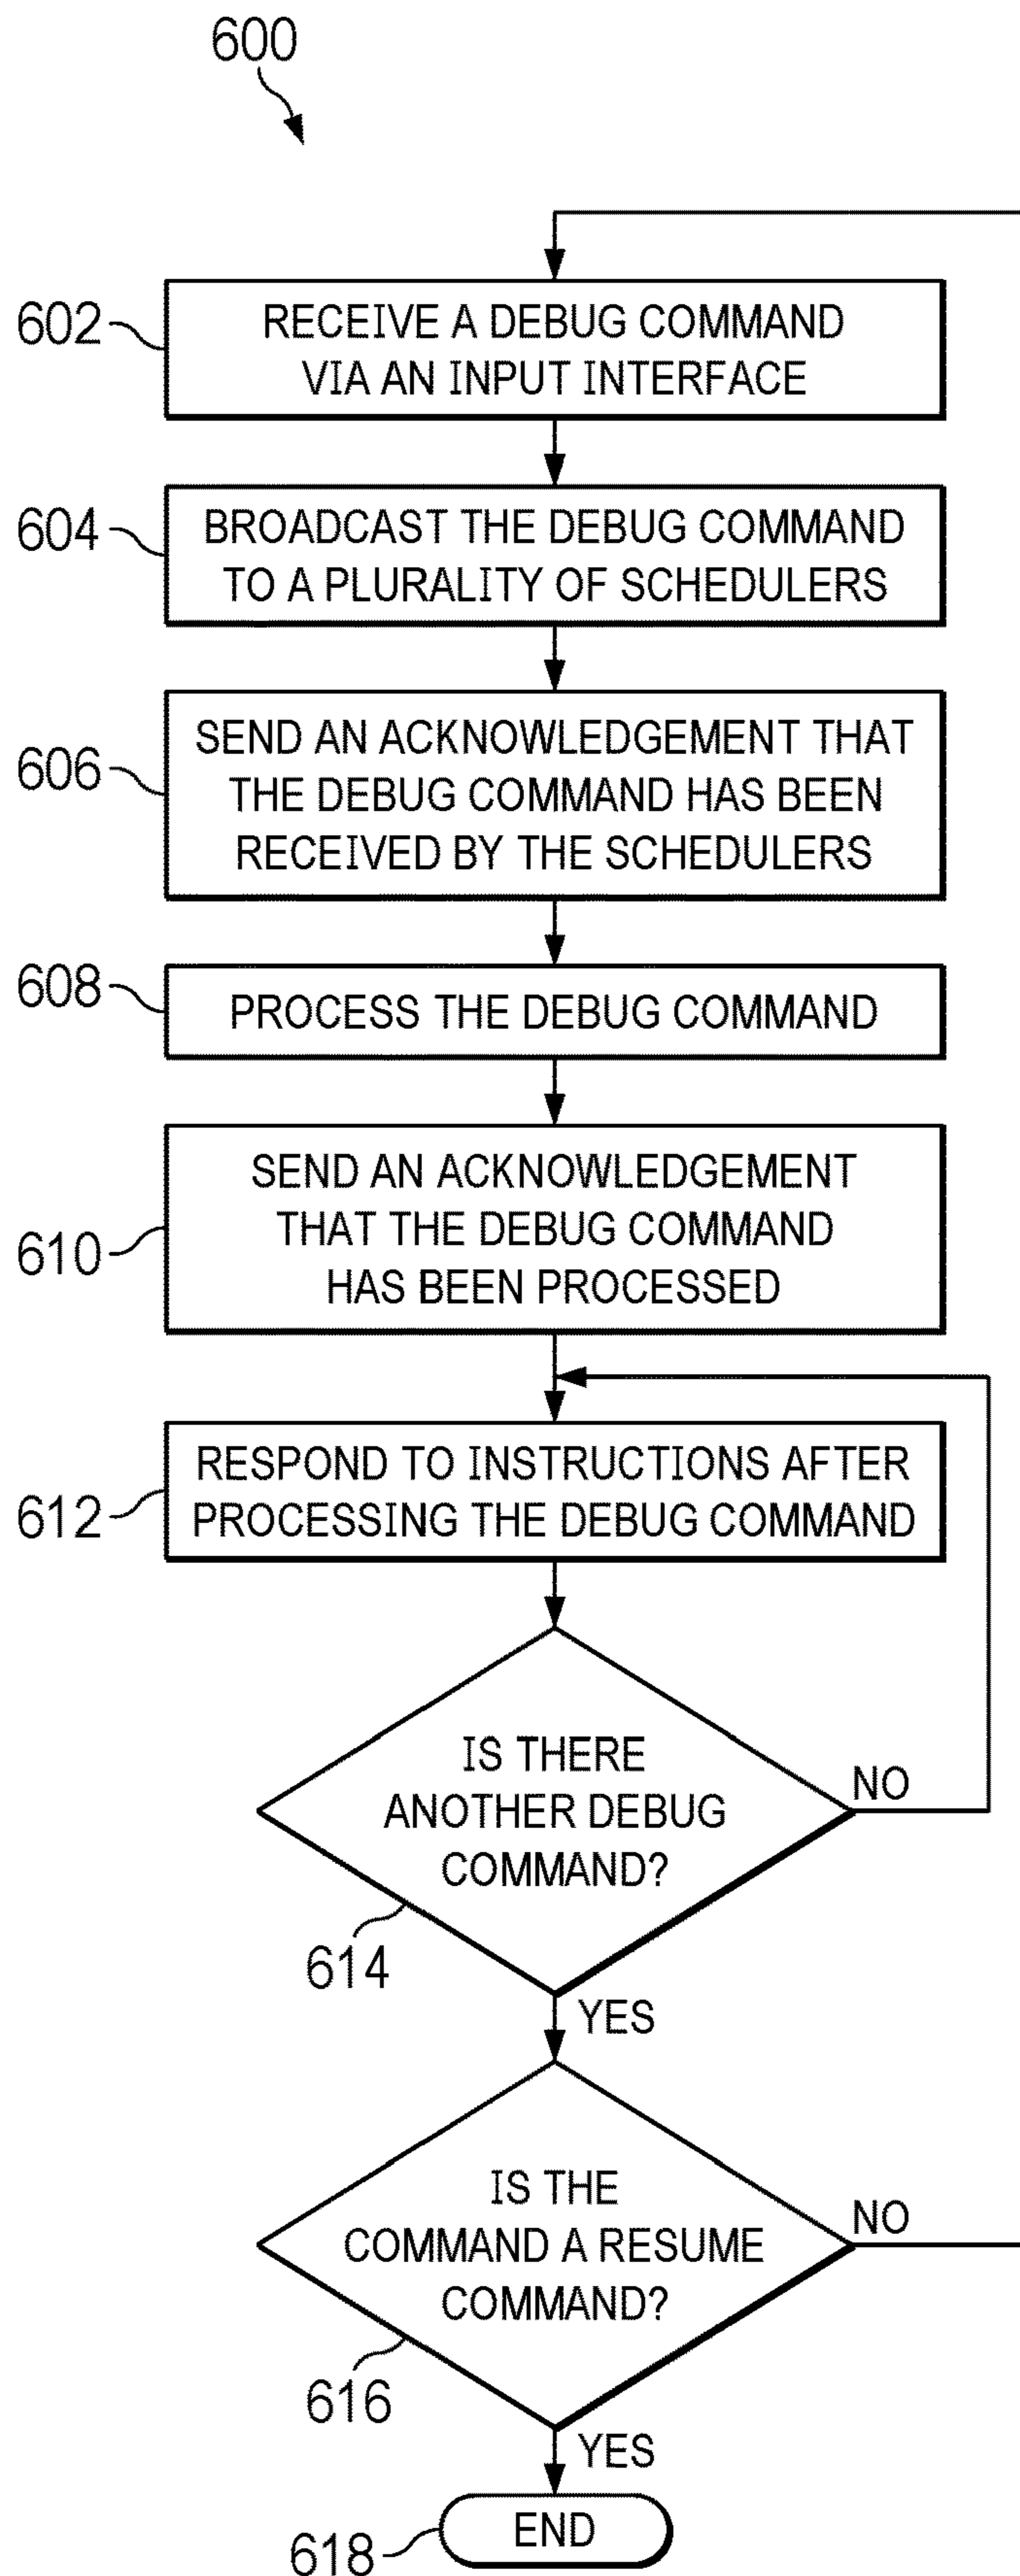 600
602
RECEIVE A DEBUG COMMAND
VIA AN INPUT INTERFACE
604
BROADCAST THE DEBUG COMMAND
TO A PLURALITY OF SCHEDULERS
606
SEND AN ACKNOWLEDGEMENT THAT
THE DEBUG COMMAND HAS BEEN
RECEIVED BY THE SCHEDULERS
608
PROCESS THE DEBUG COMMAND
610
SEND AN ACKNOWLEDGEMENT
THAT THE DEBUG COMMAND
HAS BEEN PROCESSED
612
RESPOND TO INSTRUCTIONS AFTER
PROCESSING THE DEBUG COMMAND
IS THERE
ANOTHER DEBUG
COMMAND?
NO
614
YES
IS THE
COMMAND A RESUME
COMMAND?
NO
616
YES
END
618